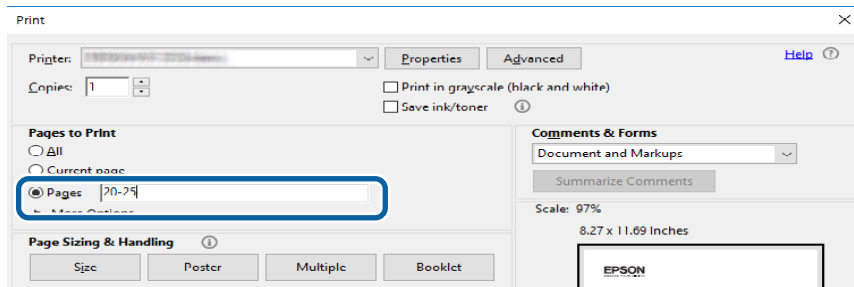 Print
Printer: Properties Advanced Help
Copies: 1 Print in grayscale (black and white)
Save ink/toner
Pages to Print Comments & Forms
All Document and Markups
Current page
Pages 20-25 Summarize Comments
More Options Scale: 97%
8.27 x 11.69 Inches
Page Sizing & Handling
Size Poster Multiple Booklet
EPSON